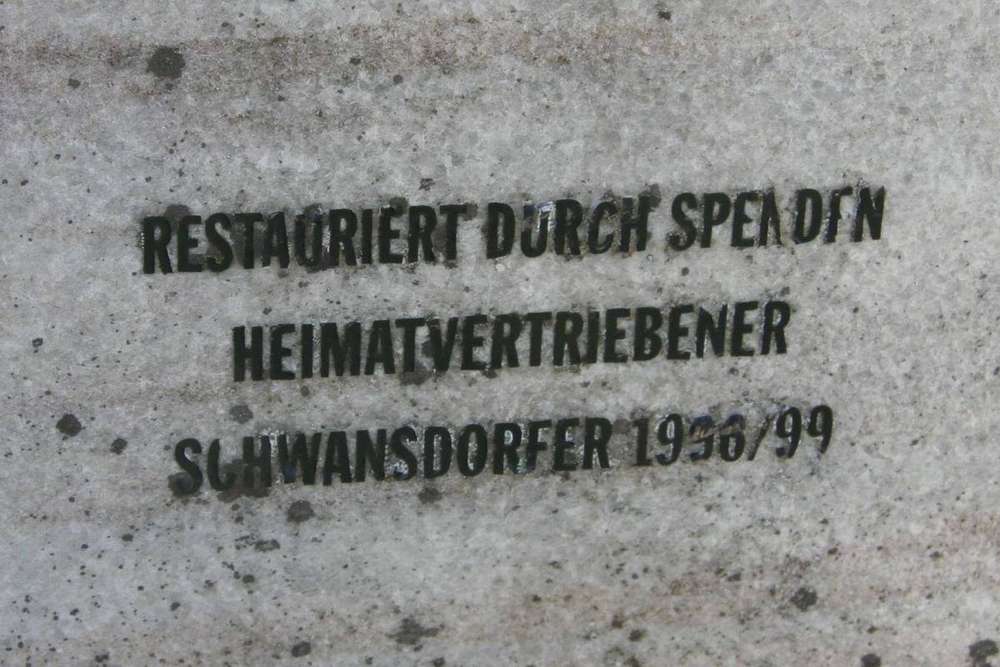 RESTAURIERT DURCH SPENDEN
HEIMATVERTRIEBENER
SCHWANSDORFER 1996/99